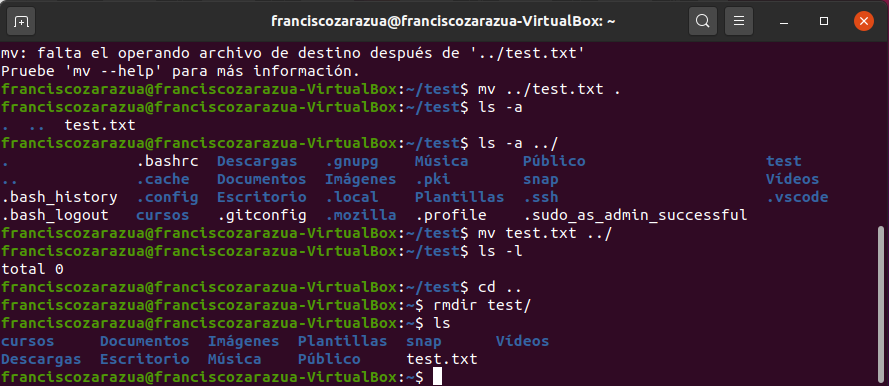 franciscozarazua@franciscozarazua-VirtualBox: ~
mv: falta el operando archivo de destino después de '../test.txt'
Pruebe 'mv --help' para más información.
franciscozarazua@franciscozarazua-VirtualBox:~/test$ mv ../test.txt .
franciscozarazua@franciscozarazua-VirtualBox:~/test$ ls -a
.  ..  test.txt
franciscozarazua@franciscozarazua-VirtualBox:~/test$ ls -a ../
.              .bashrc  Descargas   .gnupg    Música      Público                    test
..             .cache   Documentos  Imágenes  .pki        snap                       Vídeos
.bash_history  .config  Escritorio  .local    Plantillas  .ssh                       .vscode
.bash_logout   cursos   .gitconfig  .mozilla  .profile    .sudo_as_admin_successful
franciscozarazua@franciscozarazua-VirtualBox:~/test$ mv test.txt ../
franciscozarazua@franciscozarazua-VirtualBox:~/test$ ls -l
total 0
franciscozarazua@franciscozarazua-VirtualBox:~/test$ cd ..
franciscozarazua@franciscozarazua-VirtualBox:~$ rmdir test/
franciscozarazua@franciscozarazua-VirtualBox:~$ ls
cursos     Documentos  Imágenes  Plantillas  snap      Vídeos
Descargas  Escritorio  Música    Público     test.txt
franciscozarazua@franciscozarazua-VirtualBox:~$